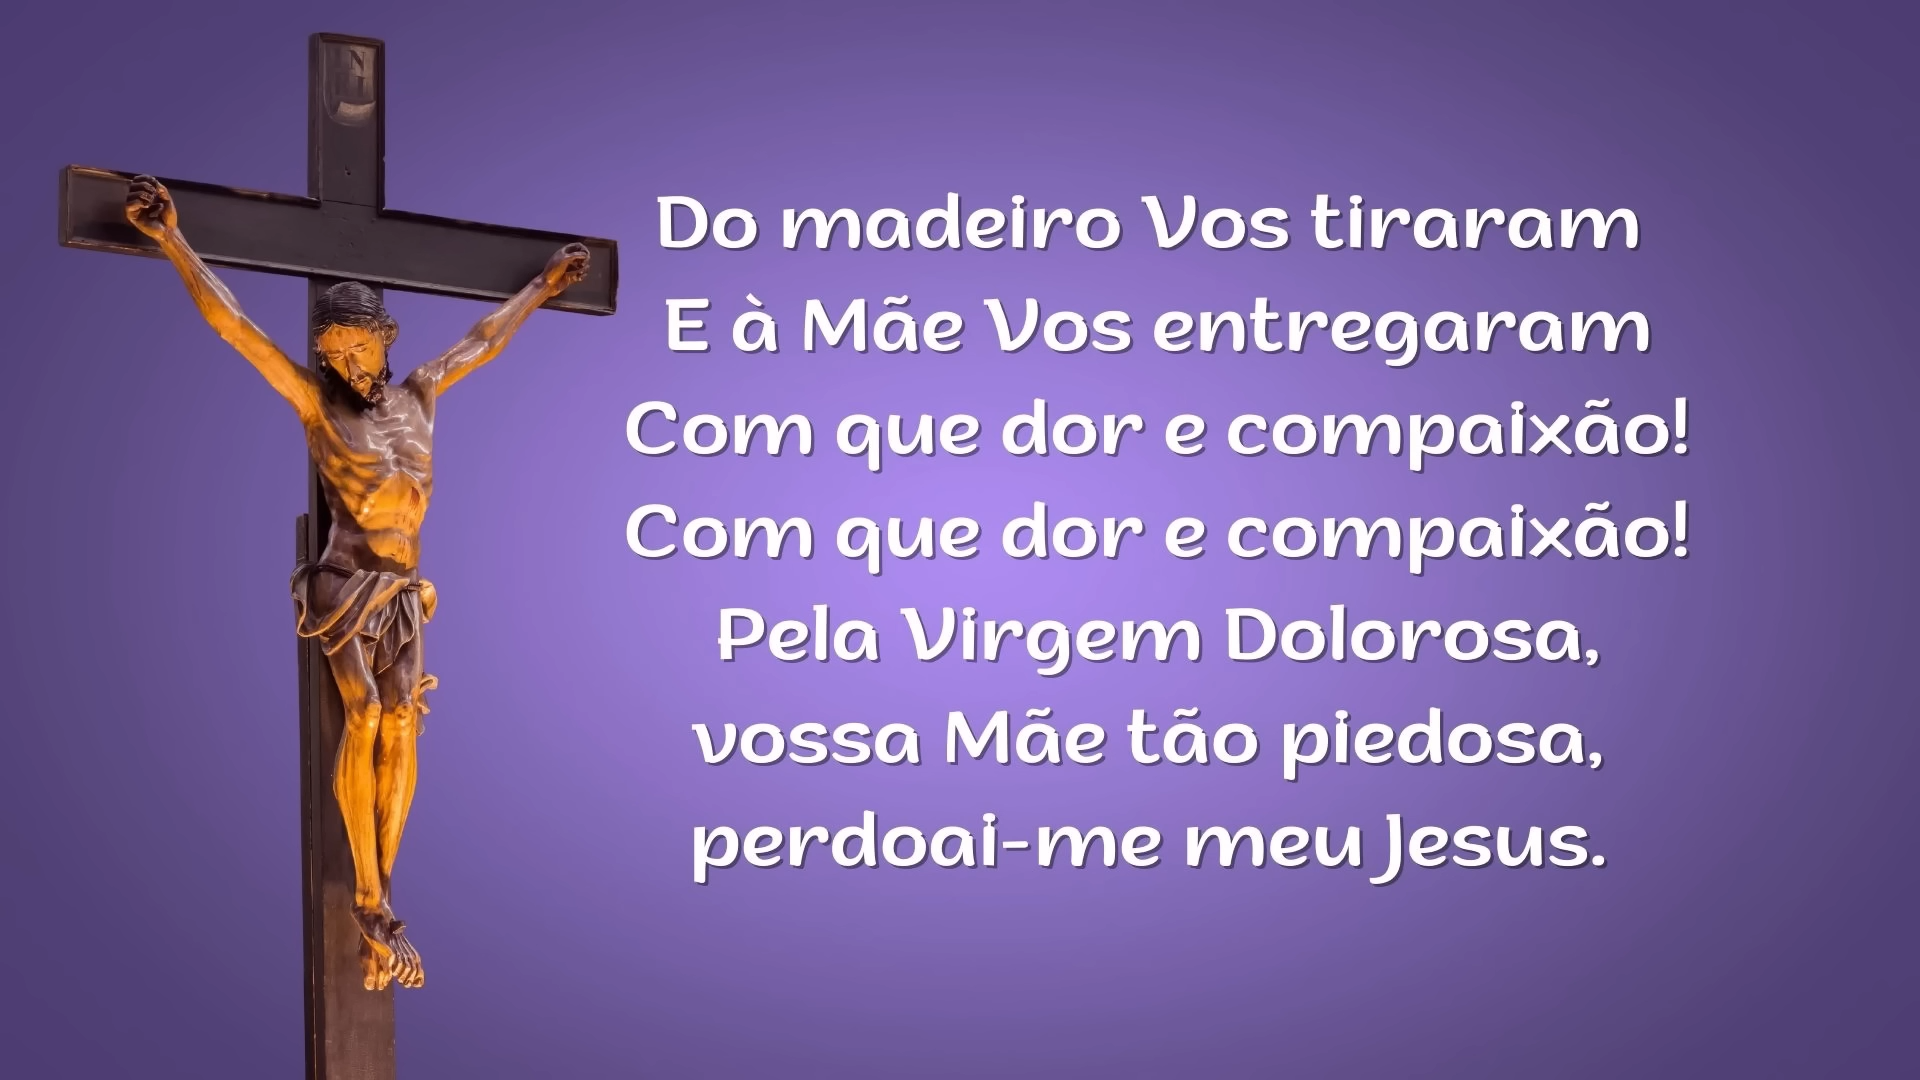 Do madeiro Vos tiraram
E à Mãe Vos entregaram
Com que dor e compaixão!
Com que dor e compaixão!
Pela Virgem Dolorosa,
vossa Mãe tão piedosa,
perdoai-me meu Jesus.